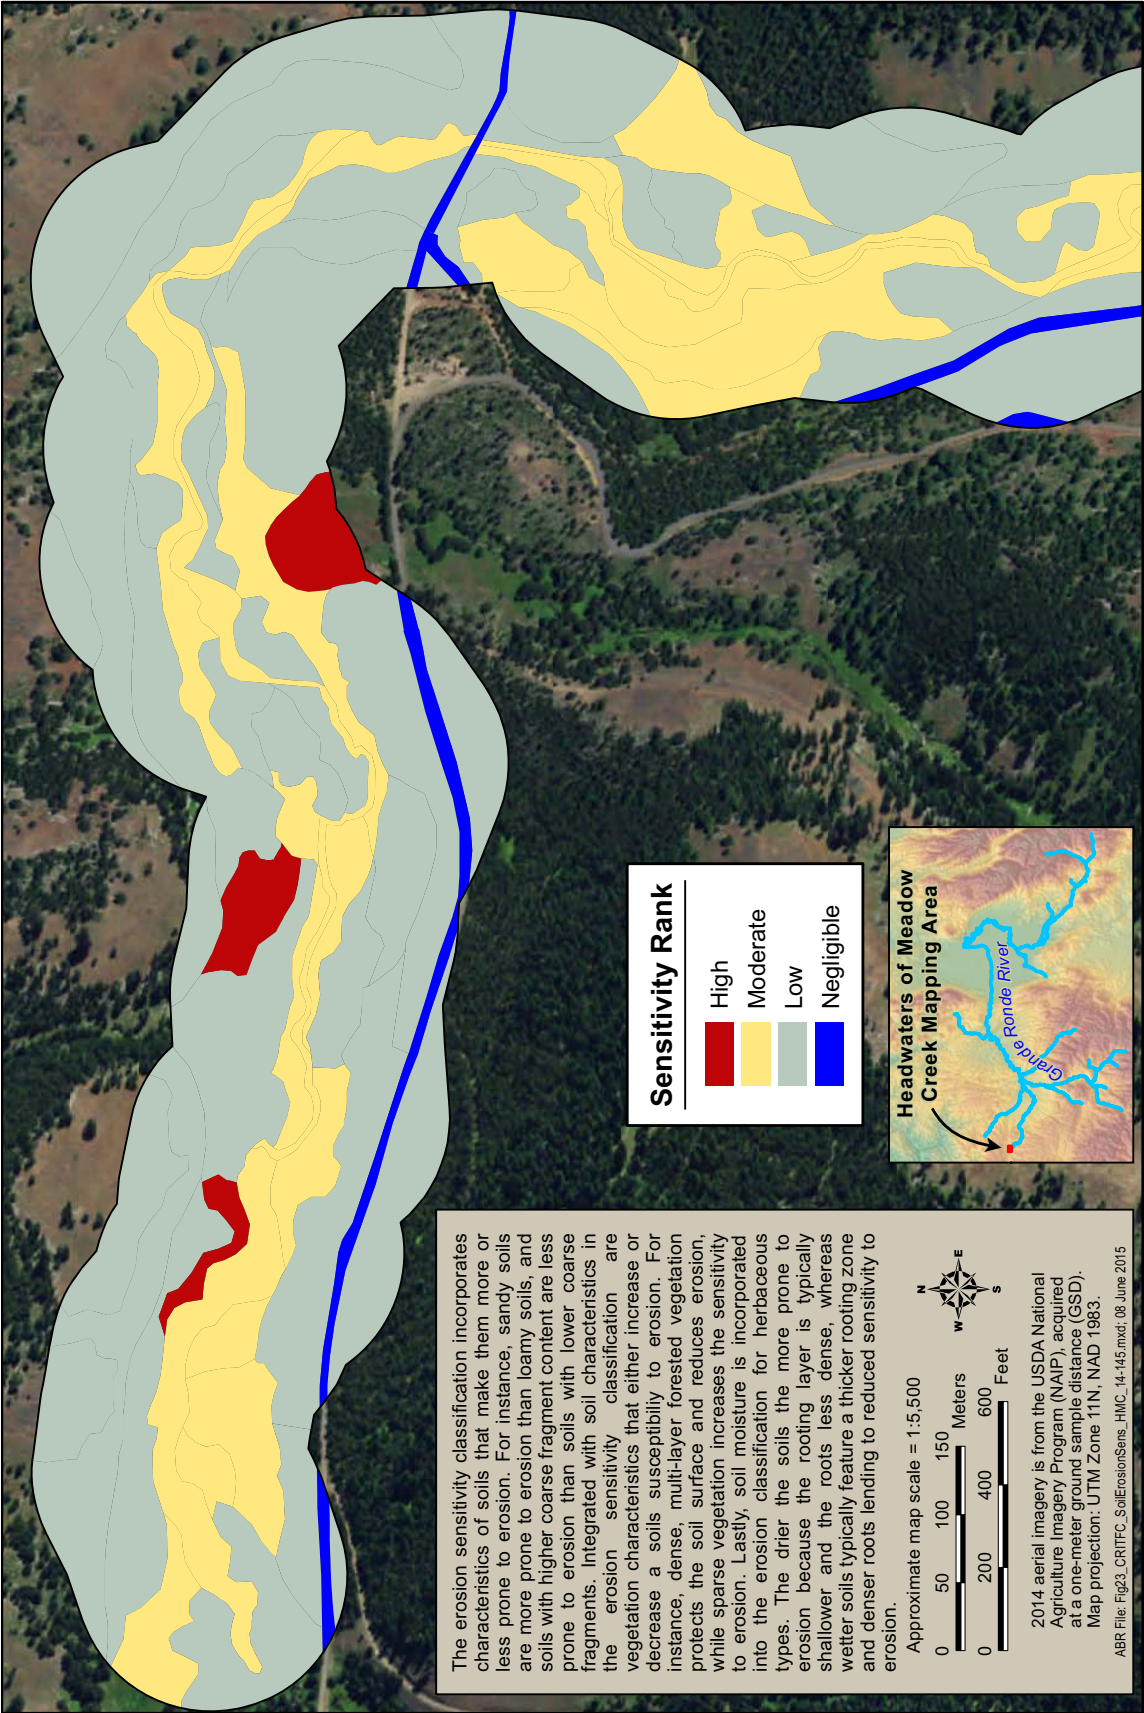 Sensitivity Rank
High
Moderate
Low
Negligible
Headwaters of Meadow
Creek Mapping Area
Grande Ronde River
The erosion sensitivity classification incorporates
characteristics of soils that make them more or
less prone to erosion. For instance, sandy soils
are more prone to erosion than loamy soils, and
soils with higher coarse fragment content are less
prone to erosion than soils with lower coarse
fragments. Integrated with soil characteristics in
the erosion sensitivity classification are
vegetation characteristics that either increase or
decrease a soils susceptibility to erosion. For
instance, dense, multi-layer forested vegetation
protects the soil surface and reduces erosion,
while sparse vegetation increases the sensitivity
to erosion. Lastly, soil moisture is incorporated
into the erosion classification for herbaceous
types. The drier the soils the more prone to
erosion because the rooting layer is typically
shallower and the roots less dense, whereas
wetter soils typically feature a thicker rooting zone
and denser roots lending to reduced sensitivity to
erosion.
Approximate map scale = 1:5,500
0 50 100 150 Meters
0 200 400 600 Feet
N
W E
S
2014 aerial imagery is from the USDA National
Agriculture Imagery Program (NAIP), acquired
at a one-meter ground sample distance (GSD).
Map projection: UTM Zone 11N, NAD 1983.
ABR File: Fig23_CRITFC_SoilErosionSens_HMC_14-145.mxd; 08 June 2015